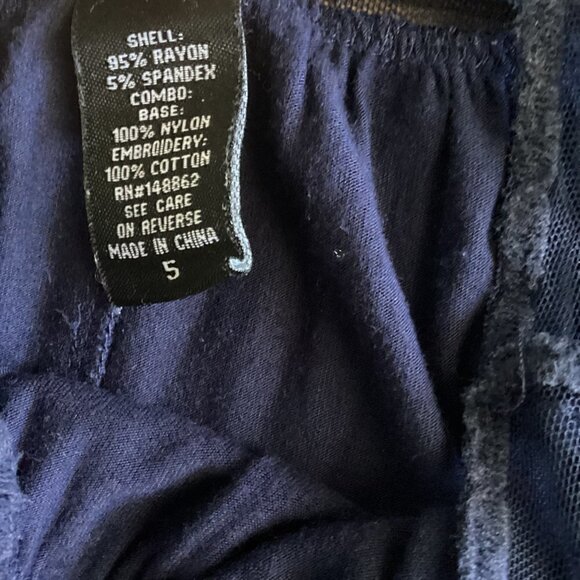 SHELL:
95% RAYON
5% SPANDEX
COMBO:
BASE:
100% NYLON
EMBROIDERY:
100% COTTON
RN#148862
SEE CARE
ON REVERSE
MADE IN CHINA
5